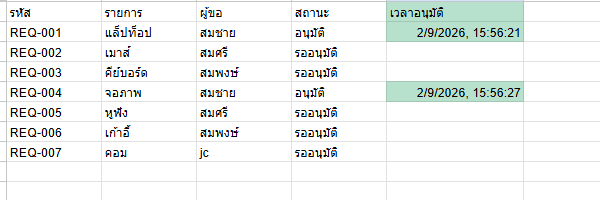 รหัส รายการ ผู้ขอ สถานะ เวลาอนุมัติ
REQ-001 แล็ปท็อป สมชาย อนุมัติ 2/9/2026, 15:56:21
REQ-002 เมาส์ สมศรี รออนุมัติ
REQ-003 คีย์บอร์ด สมพงษ์ รออนุมัติ
REQ-004 จอภาพ สมชาย อนุมัติ 2/9/2026, 15:56:27
REQ-005 หูฟัง สมศรี รออนุมัติ
REQ-006 เก้าอี้ สมพงษ์ รออนุมัติ
REQ-007 คอม jc รออนุมัติ